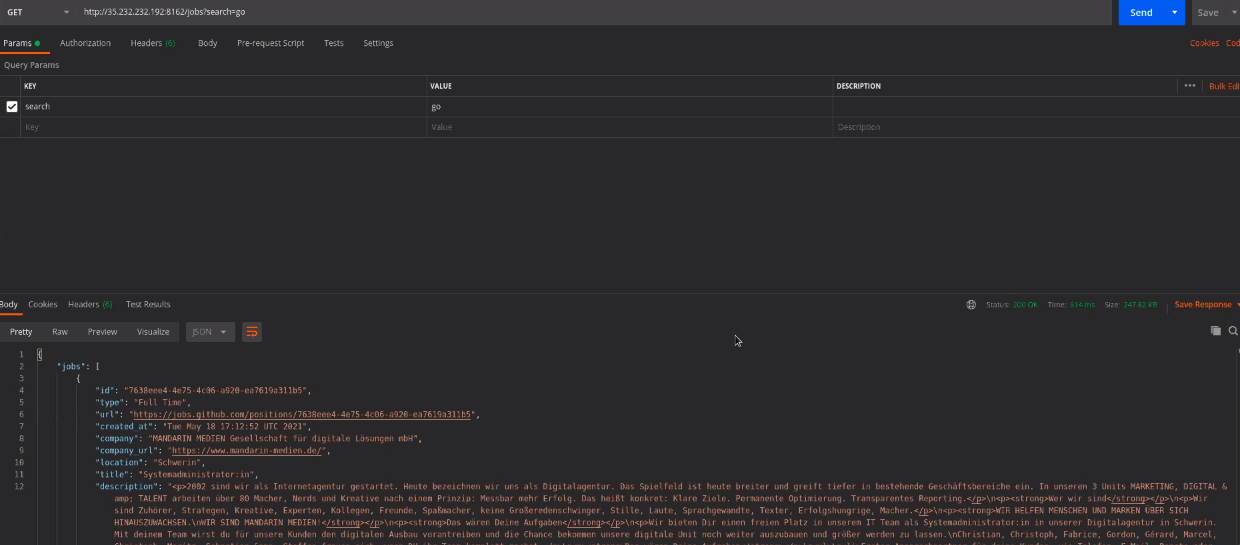 GET http://35.232.232.192:8162/jobs?search=go Send Save
Params Authorization Headers (6) Body Pre-request Script Tests Settings Cookies Cod
Query Params
KEY VALUE DESCRIPTION ••• Bulk Edi
search go
Key Value Description
Body Cookies Headers (6) Test Results Status: 200 OK Time: 614 ms Size: 247.82 KB Save Response
Pretty Raw Preview Visualize JSON
1 {
2 "jobs": [
3 {
4 "id": "7638eee4-4e75-4c06-a920-ea7619a311b5",
5 "type": "Full Time",
6 "url": "https://jobs.github.com/positions/7638eee4-4e75-4c06-a920-ea7619a311b5",
7 "created_at": "Tue May 18 17:12:52 UTC 2021",
8 "company": "MANDARIN MEDIEN Gesellschaft für digitale Lösungen mbH",
9 "company_url": "https://www.mandarin-medien.de/",
10 "location": "Schwerin",
11 "title": "Systemadministrator:in",
12 "description": "<p>2002 sind wir als Internetagentur gestartet. Heute bezeichnen wir uns als Digitalagentur. Das Spielfeld ist heute breiter und greift tiefer in bestehende Geschäftsbereiche ein. In unseren 3 Units MARKETING, DIGITAL &
amp; TALENT arbeiten über 80 Macher, Nerds und Kreative nach einem Prinzip: Messbar mehr Erfolg. Das heißt konkret: Klare Ziele. Permanente Optimierung. Transparentes Reporting.</p>\n<p><strong>Wer wir sind</strong></p>\n<p>Wir
sind Zuhörer, Strategen, Kreative, Experten, Kollegen, Freunde, Spaßmacher, keine Großeredenschwinger, Stille, Laute, Sprachgewandte, Texter, Erfolgshungrige, Macher.</p>\n<p><strong>WIR HELFEN MENSCHEN UND MARKEN ÜBER SICH
HINAUSZUWACHSEN.\nWIR SIND MANDARIN MEDIEN!</strong></p>\n<p><strong>Das wären Deine Aufgaben</strong></p>\n<p>Wir bieten Dir einen freien Platz in unserem IT Team als Systemadministrator:in in unserer Digitalagentur in Schwerin.
Mit deinem Team wirst du für unsere Kunden den digitalen Ausbau vorantreiben und die Chance bekommen unsere digitale Unit noch weiter auszubauen und größer werden zu lassen.\nChristian, Christoph, Fabrice, Gordon, Gérard, Marcel,